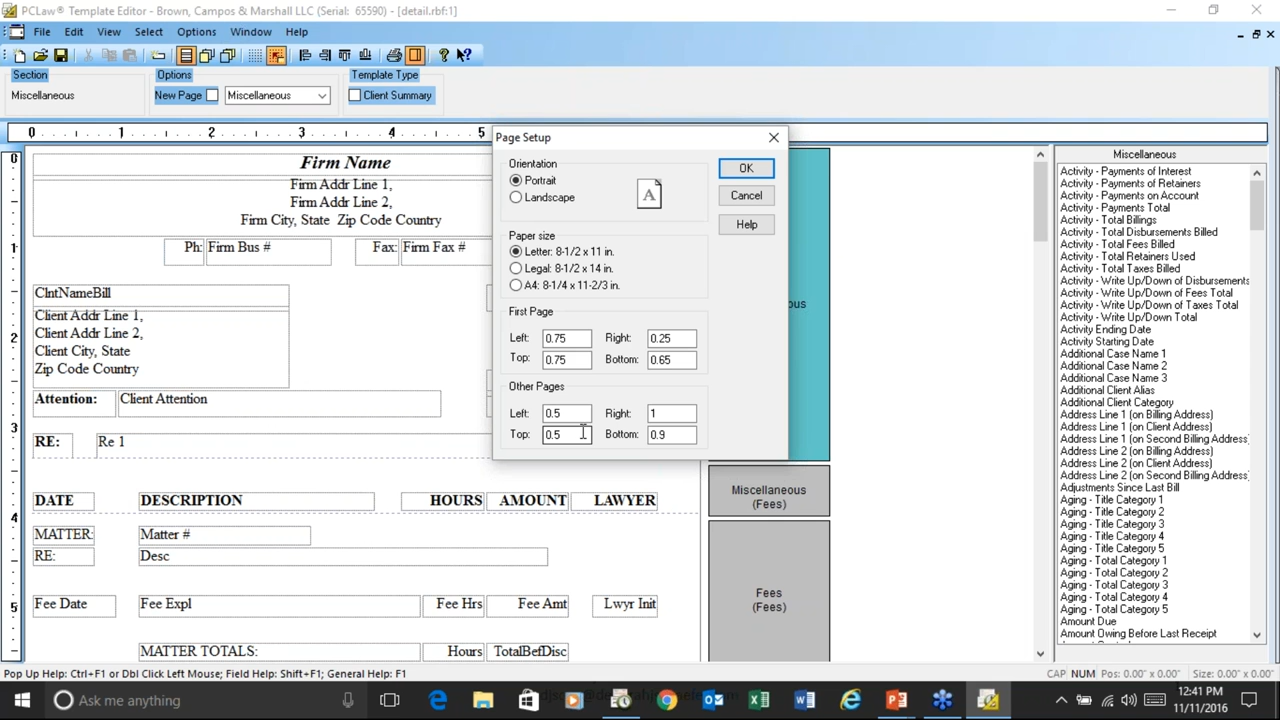 PCLaw® Template Editor - Brown, Campos & Marshall LLC (Serial: 65590) - [detail.rbf:1]
File Edit View Select Options Window Help
Section Options Template Type
Miscellaneous New Page Miscellaneous Client Summary
0 1 2 3 4 5
Firm Name
Firm Addr Line 1,
Firm Addr Line 2,
Firm City, State Zip Code Country
Ph: Firm Bus # Fax: Firm Fax #
ClntNameBill
Client Addr Line 1,
Client Addr Line 2,
Client City, State
Zip Code Country
Attention: Client Attention
RE: Re 1
DATE DESCRIPTION HOURS AMOUNT LAWYER
MATTER: Matter #
RE: Desc
Fee Date Fee Expl Fee Hrs Fee Amt Lwyr Init
MATTER TOTALS: Hours TotalBefDisc
0
1
2
3
4
5
Page Setup
Orientation
Portrait
Landscape
A
OK
Cancel
Help
Paper size
Letter: 8-1/2 x 11 in.
Legal: 8-1/2 x 14 in.
A4: 8-1/4 x 11-2/3 in.
First Page
Left: 0.75 Right: 0.25
Top: 0.75 Bottom: 0.65
Other Pages
Left: 0.5 Right: 1
Top: 0.5 Bottom: 0.9
Miscellaneous
(Fees)
Fees
(Fees)
Miscellaneous
Activity - Payments of Interest
Activity - Payments of Retainers
Activity - Payments on Account
Activity - Payments Total
Activity - Total Billings
Activity - Total Disbursements Billed
Activity - Total Fees Billed
Activity - Total Retainers Used
Activity - Total Taxes Billed
Activity - Write Up/Down of Disbursements
Activity - Write Up/Down of Fees Total
Activity - Write Up/Down of Taxes Total
Activity - Write Up/Down Total
Activity Ending Date
Activity Starting Date
Additional Case Name 1
Additional Case Name 2
Additional Case Name 3
Additional Client Alias
Additional Client Category
Address Line 1 (on Billing Address)
Address Line 1 (on Client Address)
Address Line 1 (on Second Billing Address)
Address Line 2 (on Billing Address)
Address Line 2 (on Client Address)
Address Line 2 (on Second Billing Address)
Adjustments Since Last Bill
Aging - Title Category 1
Aging - Title Category 2
Aging - Title Category 3
Aging - Title Category 4
Aging - Title Category 5
Aging - Total Category 1
Aging - Total Category 2
Aging - Total Category 3
Aging - Total Category 4
Aging - Total Category 5
Amount Due
Amount Owing Before Last Receipt
Pop Up Help: Ctrl+F1 or Dbl Click Left Mouse; Field Help: Shift+F1; General Help: F1
CAP NUM Pos: 0.00" x 0.00" Size: 0.00" x 0.00"
Ask me anything
12:41 PM
11/11/2016